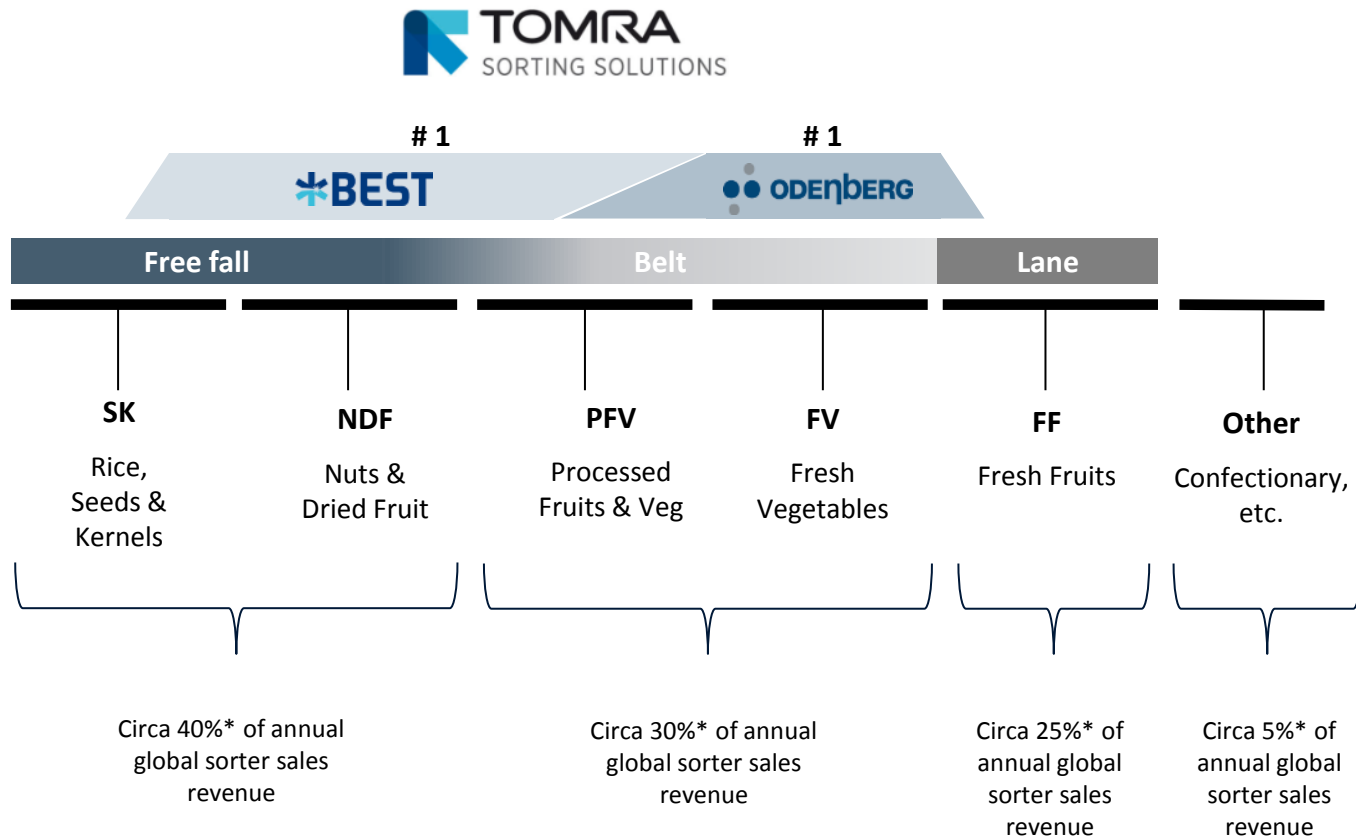 TOMRA
SORTING SOLUTIONS
# 1
# 1
BEST
ODENBERG
Free fall
Belt
Lane
SK
Rice,
Seeds &
Kernels
NDF
Nuts &
Dried Fruit
PFV
Processed
Fruits & Veg
FV
Fresh
Vegetables
FF
Fresh Fruits
Other
Confectionary,
etc.
Circa 40%* of annual
global sorter sales
revenue
Circa 30%* of annual
global sorter sales
revenue
Circa 25%* of
annual global
sorter sales
revenue
Circa 5%* of
annual global
sorter sales
revenue